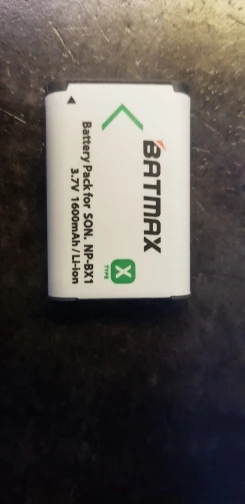 BATMAX
X
TYPE
Battery Pack for SON. NP-BX1
3.7V 1600mAh / Li-ion